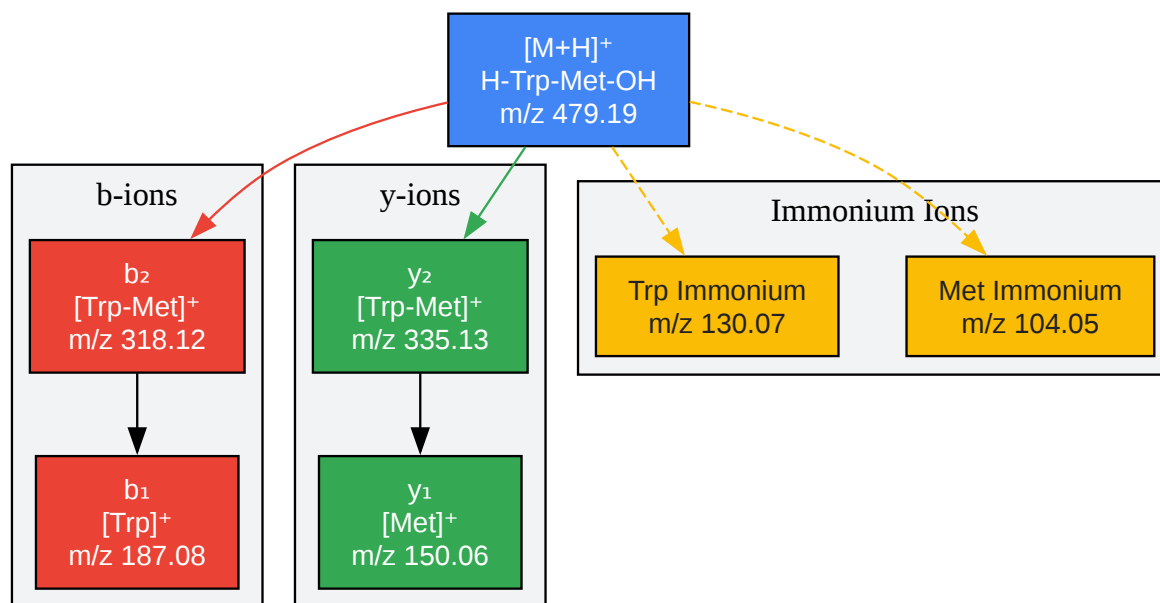 [M+H]⁺
H-Trp-Met-OH
m/z 479.19
b-ions
b₂
[Trp-Met]⁺
m/z 318.12
b₁
[Trp]⁺
m/z 187.08
y-ions
y₂
[Trp-Met]⁺
m/z 335.13
y₁
[Met]⁺
m/z 150.06
Immonium Ions
Trp Immonium
m/z 130.07
Met Immonium
m/z 104.05